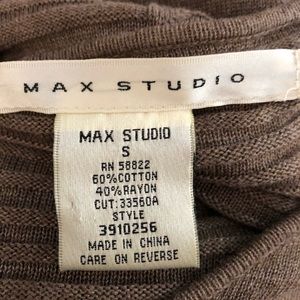 MAX STUDIO
MAX STUDIO
S
RN 58822
60%COTTON
40%RAYON
CUT:33560A
STYLE
3910256
MADE IN CHINA
CARE ON REVERSE